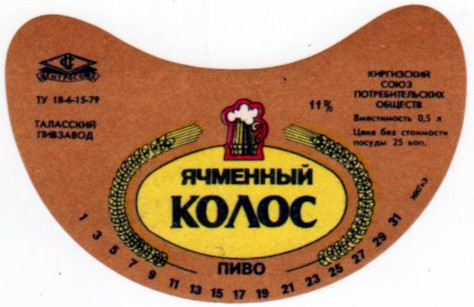 ЦЕНТРОСОЮЗ
ТУ 18-6-15-79
ТАЛАССКИЙ
ПИВЗАВОД
11%
КИРГИЗСКИЙ
СОЮЗ
ПОТРЕБИТЕЛЬСКИХ
ОБЩЕСТВ
Вместимость 0,5 л
Цена без стоимости
посуды 25 коп.
ЯЧМЕННЫЙ
КОЛОС
ПИВО
1 3 5 7 9 11 13 15 17 19 21 23 25 27 29 31